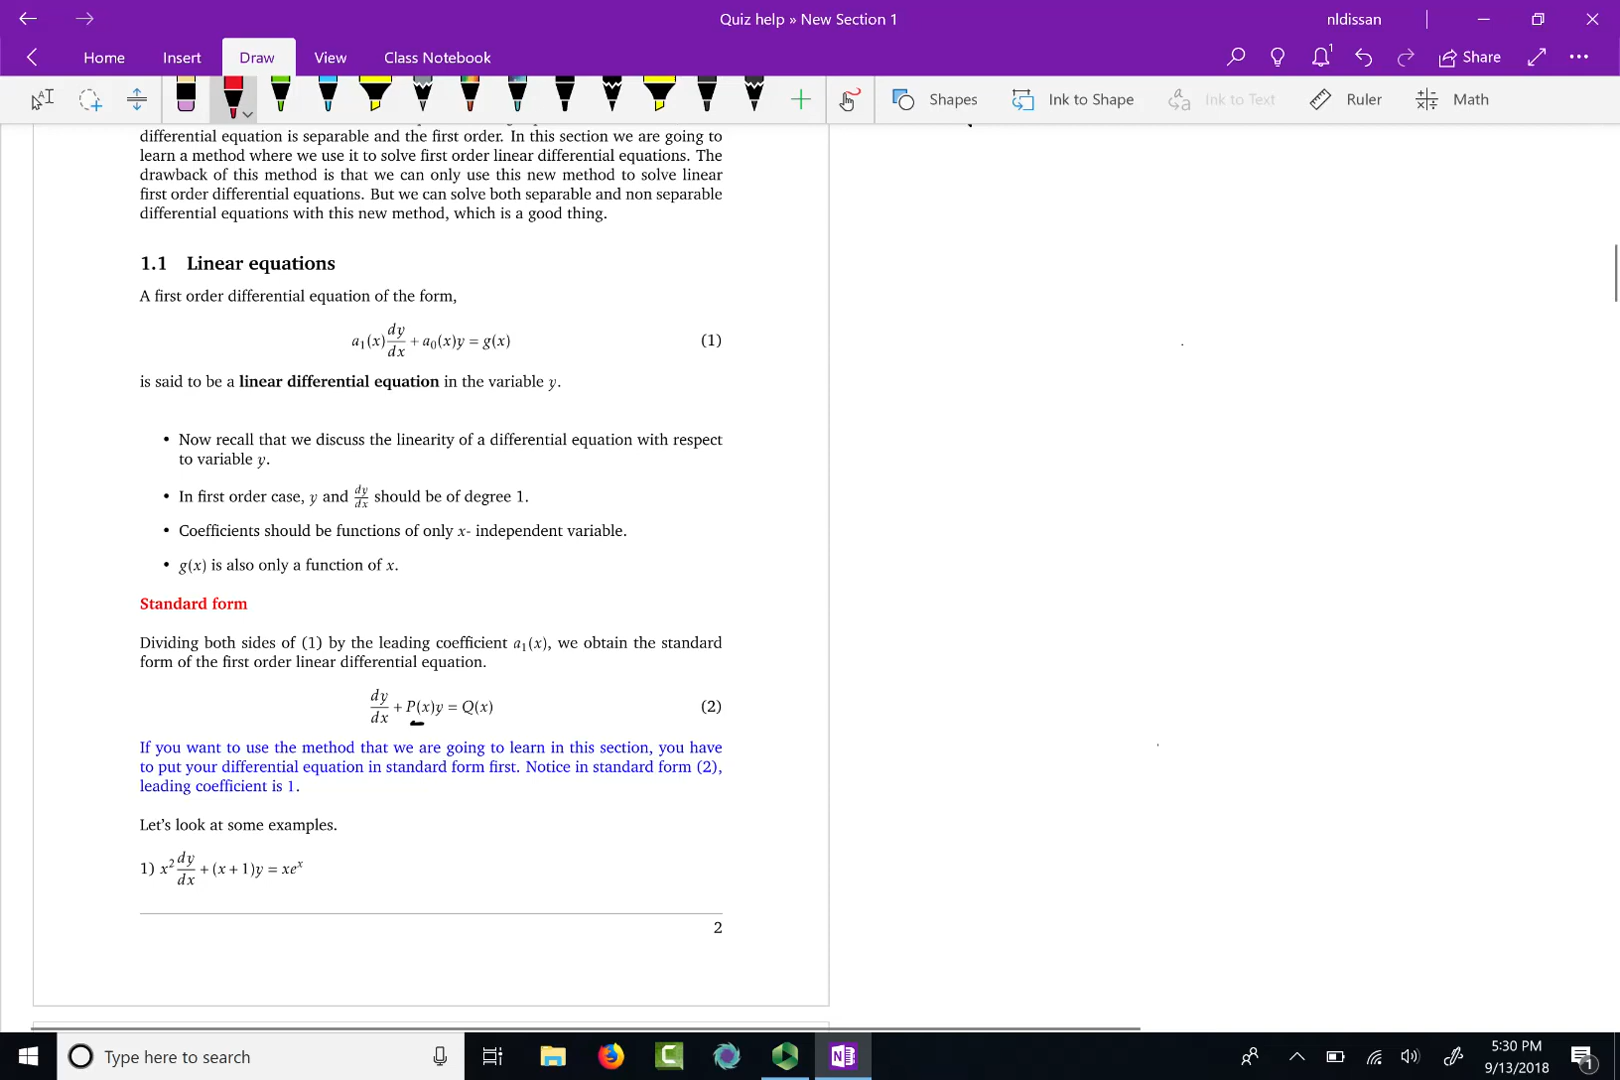 Quiz help » New Section 1
nldissan
Home Insert Draw View Class Notebook
1
Share
Shapes Ink to Shape Ink to Text Ruler Math
differential equation is separable and the first order. In this section we are going to
learn a method where we use it to solve first order linear differential equations. The
drawback of this method is that we can only use this new method to solve linear
first order differential equations. But we can solve both separable and non separable
differential equations with this new method, which is a good thing.
1.1 Linear equations
A first order differential equation of the form,
a₁(x) dy/dx + a₀(x)y = g(x) (1)
is said to be a linear differential equation in the variable y.
• Now recall that we discuss the linearity of a differential equation with respect
to variable y.
• In first order case, y and dy/dx should be of degree 1.
• Coefficients should be functions of only x- independent variable.
• g(x) is also only a function of x.
Standard form
Dividing both sides of (1) by the leading coefficient a₁(x), we obtain the standard
form of the first order linear differential equation.
dy/dx + P(x)y = Q(x) (2)
If you want to use the method that we are going to learn in this section, you have
to put your differential equation in standard form first. Notice in standard form (2),
leading coefficient is 1.
Let's look at some examples.
1) x² dy/dx + (x + 1)y = xeˣ
2
Type here to search
5:30 PM
9/13/2018
1